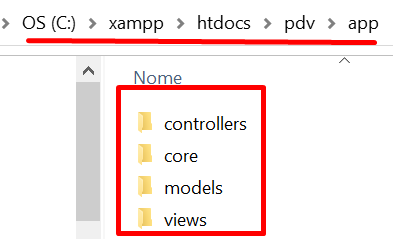 OS (C:) > xampp > htdocs > pdv > app
Nome
controllers
core
models
views